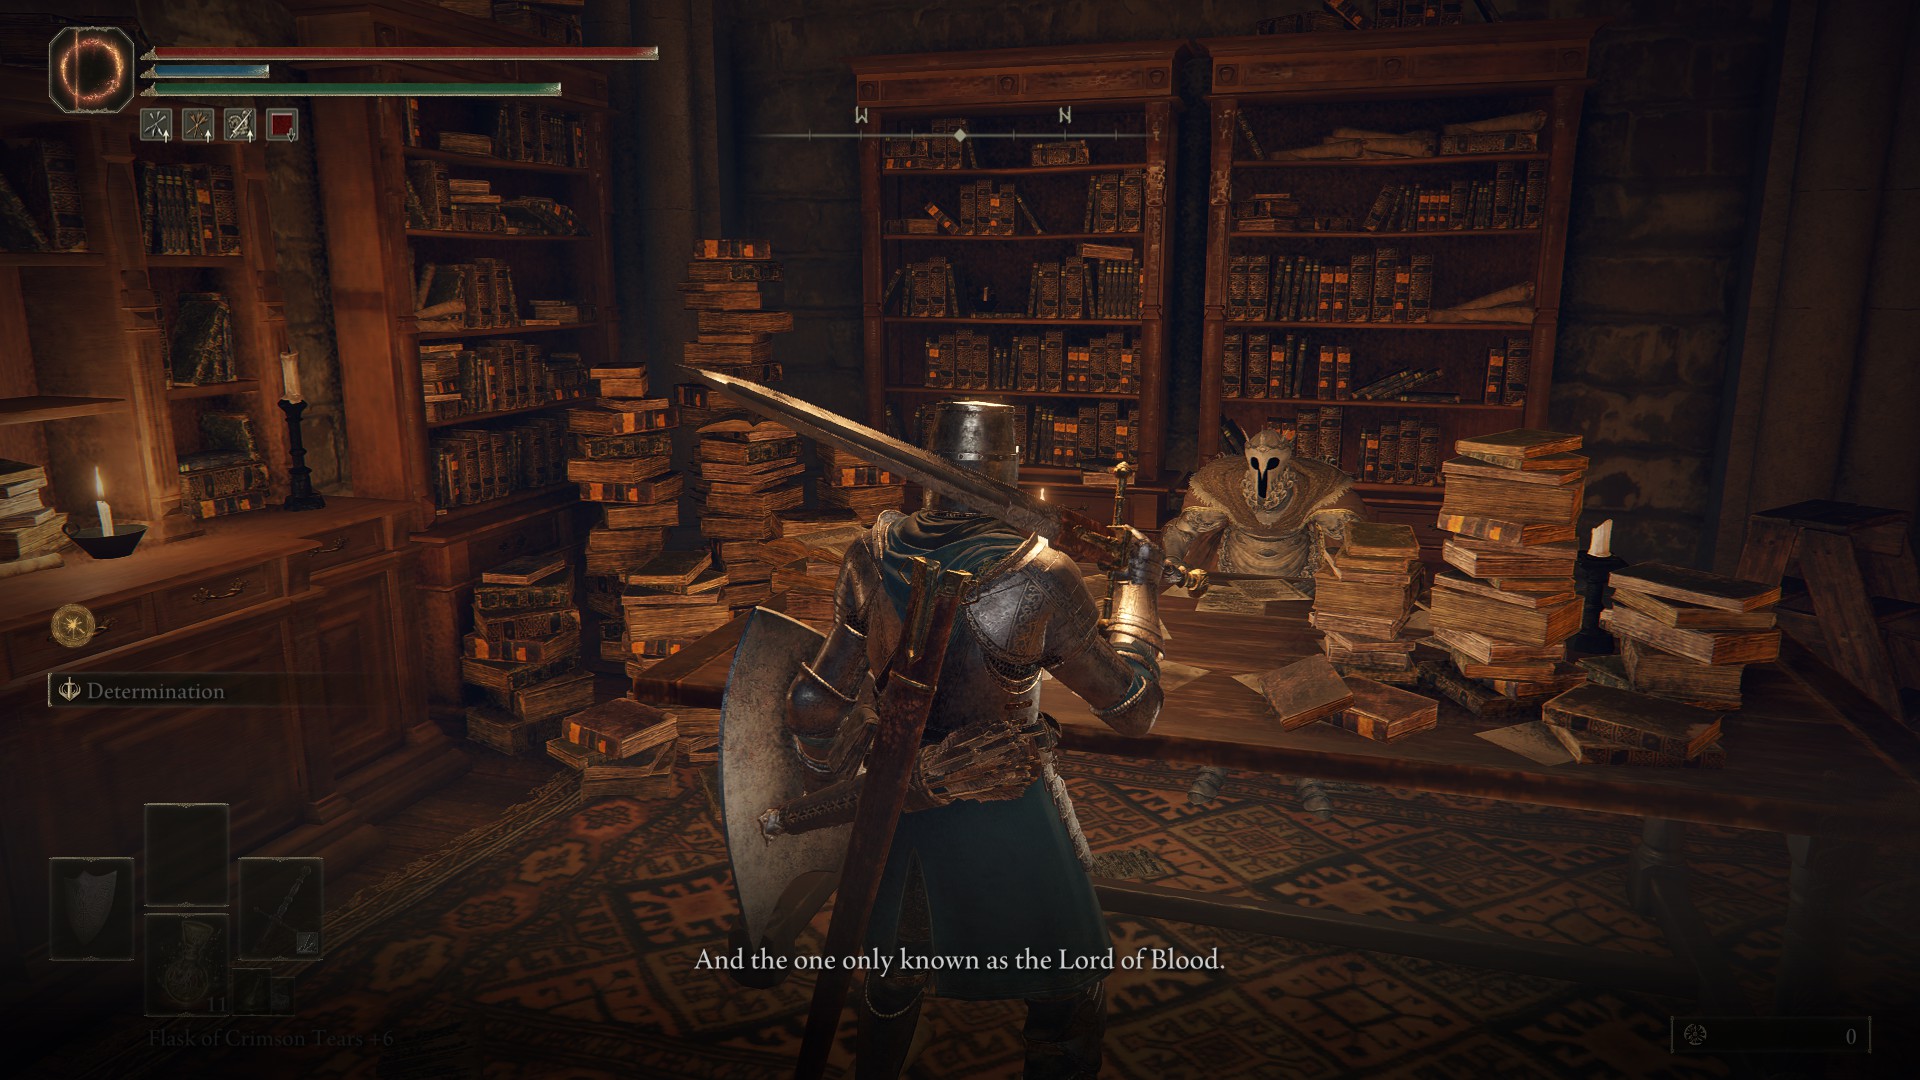 W N
Determination
And the one only known as the Lord of Blood.
11
Flask of Crimson Tears +6
0